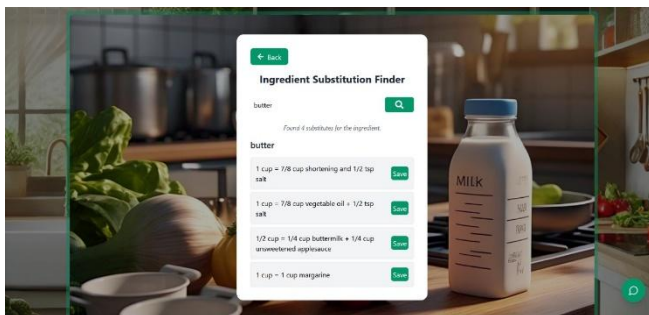 ← Back
Ingredient Substitution Finder
butter
Found 4 substitutes for the ingredient.
butter
1 cup = 7/8 cup shortening and 1/2 tsp
salt
Save
1 cup = 7/8 cup vegetable oil + 1/2 tsp
salt
Save
1/2 cup = 1/4 cup buttermilk + 1/4 cup
unsweetened applesauce
Save
1 cup = 1 cup margarine
Save
MILK